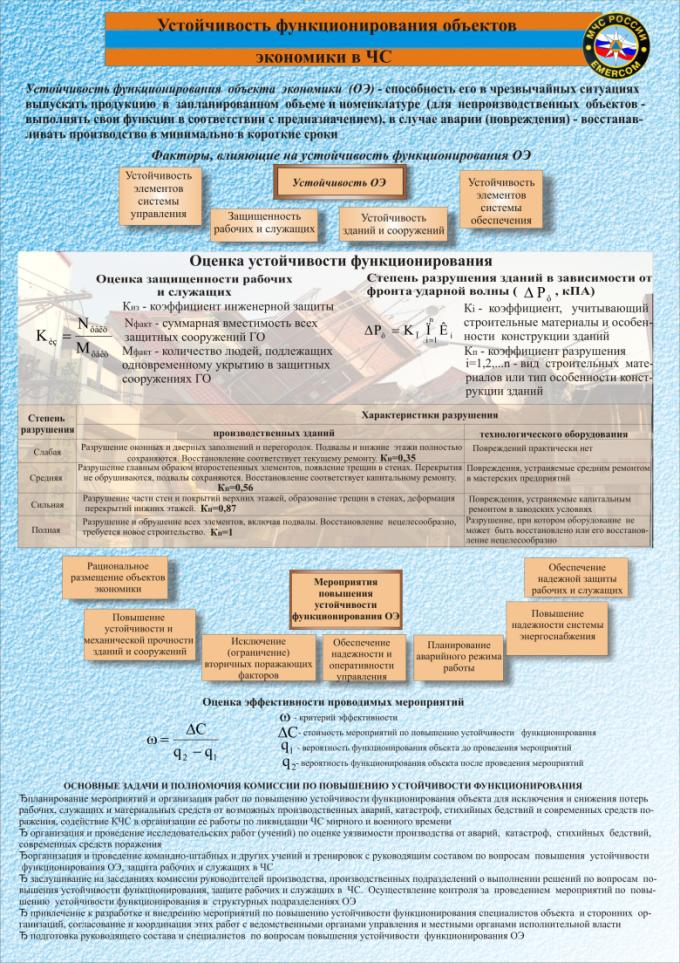 Устойчивость функционирования объектов
экономики в ЧС
МЧС РОССИИ
EMERCOM
Устойчивость функционирования объекта экономики (ОЭ) - способность его в чрезвычайных ситуациях
выпускать продукцию в запланированном объеме и номенклатуре (для непроизводственных объектов -
выполнять свои функции в соответствии с предназначением), в случае аварии (повреждения) - восстанав-
ливать производство в минимально в короткие сроки
Факторы, влияющие на устойчивость функционирования ОЭ
Устойчивость
элементов
системы
управления
Защищенность
рабочих и служащих
Устойчивость ОЭ
Устойчивость
зданий и сооружений
Устойчивость
элементов
системы
обеспечения
Оценка устойчивости функционирования
Оценка защищенности рабочих
и служащих
K èç = N ôàêò / M ôàêò
Киз - коэффициент инженерной защиты
Nфакт - суммарная вместимость всех
защитных сооружений ГО
Мфакт - количество людей, подлежащих
одновременному укрытию в защитных
сооружениях ГО
Степень разрушения зданий в зависимости от
фронта ударной волны ( Δ P ô , кПА)
Кi - коэффициент, учитывающий
строительные материалы и особен-
ности конструкции зданий
Кп - коэффициент разрушения
i=1,2,...n - вид строительных мате-
риалов или тип особенности конст-
рукции зданий
Степень
разрушения
Характеристики разрушения
производственных зданий
технологического оборудования
Слабая
Разрушение оконных и дверных заполнений и перегородок. Подвалы и нижние этажи полностью
сохраняются. Восстановление соответствует текущему ремонту. Кп=0,35
Повреждений практически нет
Средняя
Разрушение главным образом второстепенных элементов, появление трещин в стенах. Перекрытия
не обрушиваются, подвалы сохраняются. Восстановление соответствует капитальному ремонту.
Кп=0,56
Повреждения, устраняемые средним ремонтом
в мастерских предприятий
Сильная
Разрушение части стен и покрытий верхних этажей, образование трещин в стенах, деформация
перекрытий нижних этажей. Кп=0,87
Повреждения, устраняемые капитальным
ремонтом в заводских условиях
Полная
Разрушение и обрушение всех элементов, включая подвалы. Восстановление нецелесообразно,
требуется новое строительство. Кп=1
Разрушение, при котором оборудование не
может быть восстановлено или его восстанов-
ление нецелесообразно
Рациональное
размещение объектов
экономики
Повышение
устойчивости и
механической прочности
зданий и сооружений
Исключение
(ограничение)
вторичных поражающих
факторов
Мероприятия
повышения
устойчивости
функционирования ОЭ
Обеспечение
надежности и
оперативности
управления
Планирование
аварийного режима
работы
Повышение
надежности системы
энергоснабжения
Обеспечение
надежной защиты
рабочих и служащих
Оценка эффективности проводимых мероприятий
ω = ΔC / q2 − q1
ω - критерий эффективности
ΔC - стоимость мероприятий по повышению устойчивости функционирования
q1 - вероятность функционирования объекта до проведения мероприятий
q2 - вероятность функционирования объекта после проведения мероприятий
ОСНОВНЫЕ ЗАДАЧИ И ПОЛНОМОЧИЯ КОМИССИИ ПО ПОВЫШЕНИЮ УСТОЙЧИВОСТИ ФУНКЦИОНИРОВАНИЯ
Ђпланирование мероприятий и организация работ по повышению устойчивости функционирования объекта для исключения и снижения потерь
рабочих, служащих и материальных средств от возможных производственных аварий, катастроф, стихийных бедствий и современных средств по-
ражения, содействие КЧС в организации ее работы по ликвидации ЧС мирного и военного времени
Ђ организация и проведение исследовательских работ (учений) по оценке уязвимости производства от аварий, катастроф, стихийных бедствий,
современных средств поражения
Ђорганизация и проведение командно-штабных и других учений и тренировок с руководящим составом по вопросам повышения устойчивости
функционирования ОЭ, защита рабочих и служащих в ЧС
Ђ заслушивание на заседаниях комиссии руководителей производства, производственных подразделений о выполнении решений по вопросам по-
вышения устойчивости функционирования, защите рабочих и служащих в ЧС. Осуществление контроля за проведением мероприятий по повы-
шению устойчивости функционирования в структурных подразделениях ОЭ
Ђ привлечение к разработке и внедрению мероприятий по повышению устойчивости функционирования специалистов объекта и сторонних ор-
ганизаций, согласование и координация этих работ с ведомственными органами управления и местными органами исполнительной власти
Ђ подготовка руководящего состава и специалистов по вопросам повышения устойчивости функционирования ОЭ